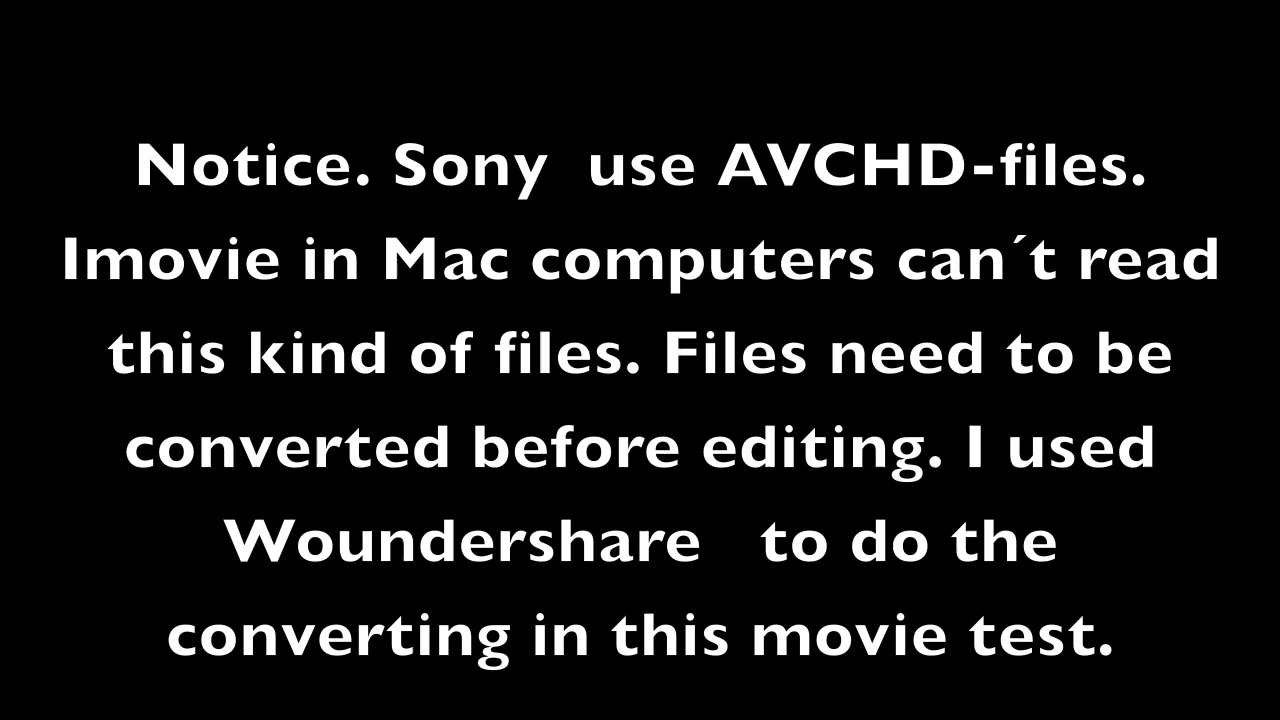 Notice. Sony  use AVCHD-files.
Imovie in Mac computers can´t read
this kind of files. Files need to be
converted before editing. I used
Woundershare   to do the
converting in this movie test.